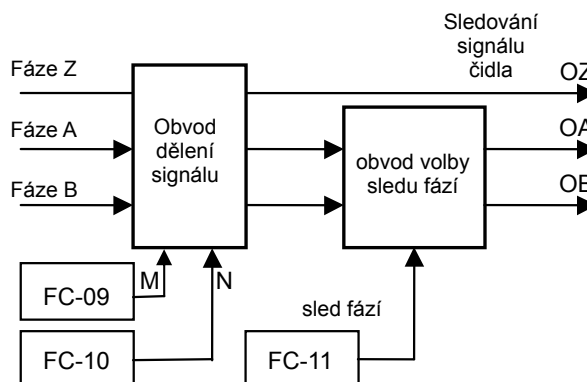 Sledování
signálu
čidla
OZ
Fáze Z
Fáze A
OA
Fáze B
OB
Obvod
dělení
signálu
obvod volby
sledu fází
M
N
FC-09
sled fází
FC-10
FC-11